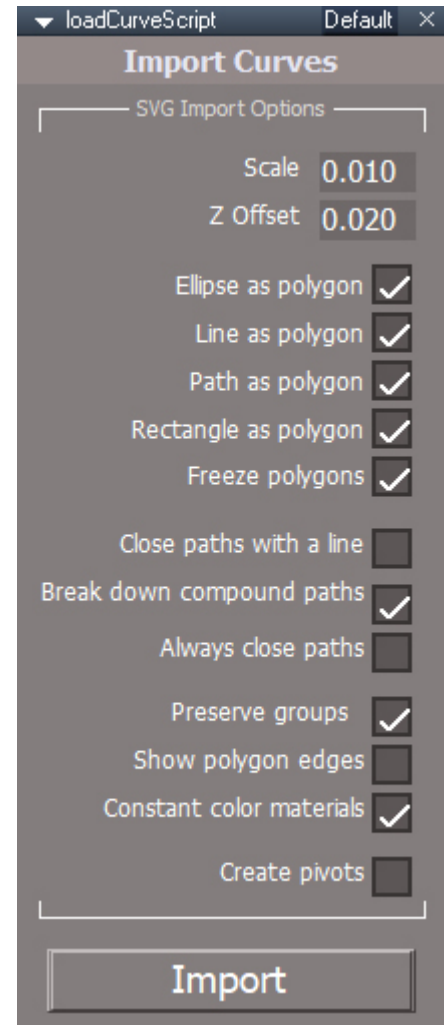 loadCurveScript Default
Import Curves
SVG Import Options
Scale 0.010
Z Offset 0.020
Ellipse as polygon
Line as polygon
Path as polygon
Rectangle as polygon
Freeze polygons
Close paths with a line
Break down compound paths
Always close paths
Preserve groups
Show polygon edges
Constant color materials
Create pivots
Import